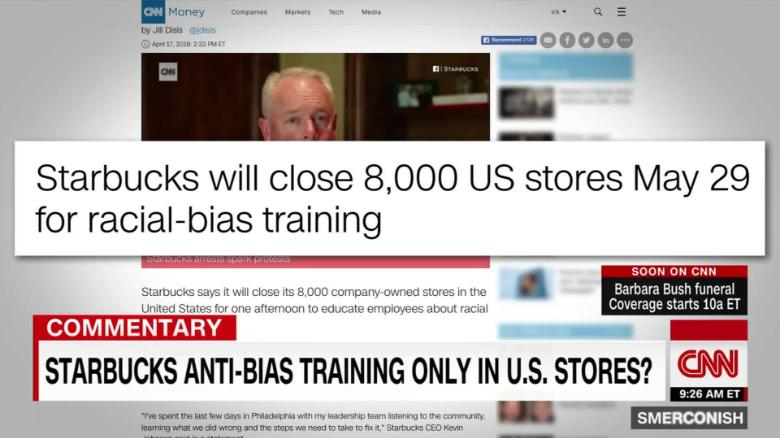 CNN Money Companies Markets Tech Media U.S.
by Jill Disis @jdisis
April 17, 2018: 2:32 PM ET
Recommend 272K
CNN
STARBUCKS
Starbucks will close 8,000 US stores May 29
for racial-bias training
Starbucks arrests spark protests
Starbucks says it will close its 8,000 company-owned stores in the
United States for one afternoon to educate employees about racial
SOON ON CNN
Barbara Bush funeral
Coverage starts 10a ET
COMMENTARY
STARBUCKS ANTI-BIAS TRAINING ONLY IN U.S. STORES?
CNN
9:26 AM ET
SMERCONISH
"I've spent the last few days in Philadelphia with my leadership team listening to the community,
learning what we did wrong and the steps we need to take to fix it," Starbucks CEO Kevin